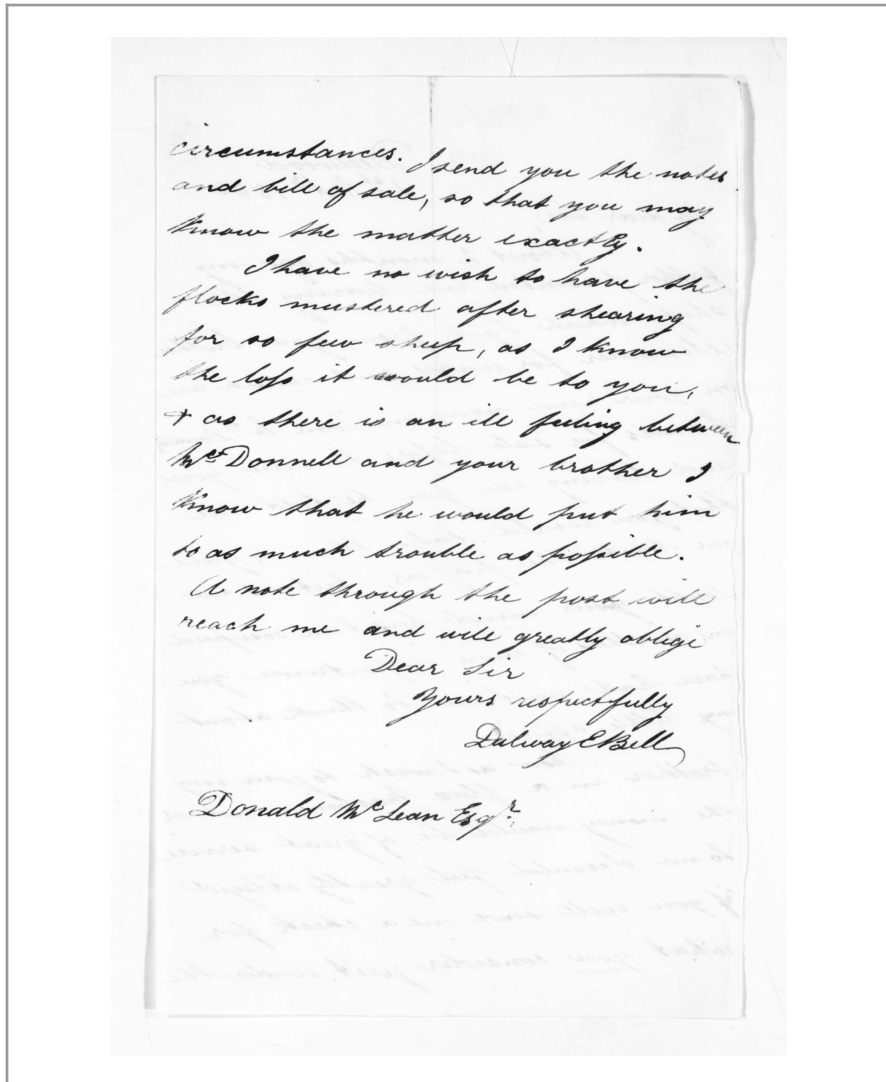 circumstances. I send you the notes
and bill of sale, so that you may
know the matter exactly.
I have no wish to have the
flocks mustered after shearing
for so few sheep, as I know
the loss it would be to you,
& as there is an ill feeling between
McDonnell and your brother I
know that he would put him
to as much trouble as possible.
A note through the post will
reach me and will greatly oblige
Dear Sir
Yours respectfully
Dalway E Bell
Donald McLean Esqr.